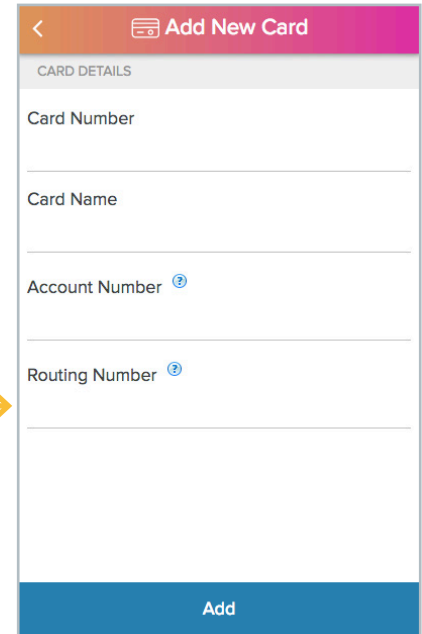 Add New Card
CARD DETAILS
Card Number
Card Name
Account Number ?
Routing Number ?
Add